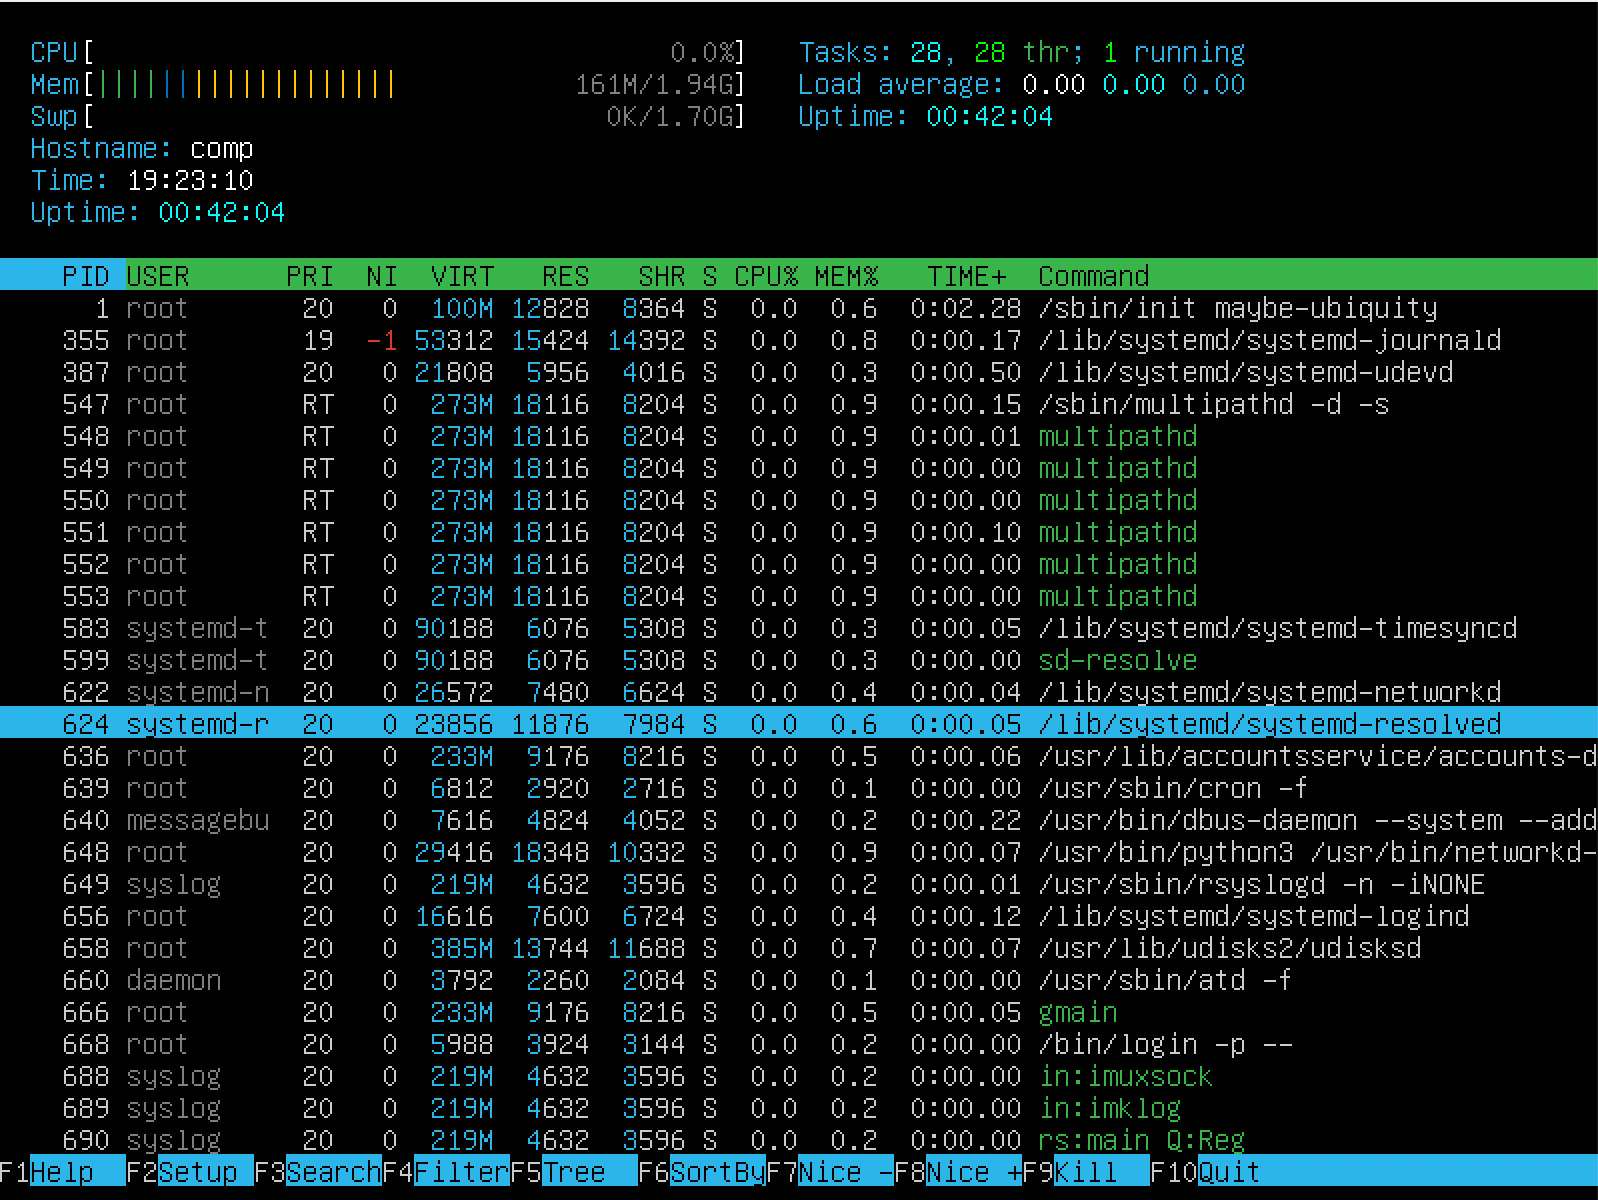 CPU[ 0.0%] Tasks: 28, 28 thr; 1 running
Mem[|||||||||||||||||||    161M/1.94G] Load average: 0.00 0.00 0.00
Swp[ 0K/1.70G] Uptime: 00:42:04
Hostname: comp
Time: 19:23:10
Uptime: 00:42:04
PID USER PRI NI VIRT RES SHR S CPU% MEM% TIME+ Command
1 root 20 0 100M 12828 8364 S 0.0 0.6 0:02.28 /sbin/init maybe-ubiquity
355 root 19 -1 53312 15424 14392 S 0.0 0.8 0:00.17 /lib/systemd/systemd-journald
387 root 20 0 21808 5956 4016 S 0.0 0.3 0:00.50 /lib/systemd/systemd-udevd
547 root RT 0 273M 18116 8204 S 0.0 0.9 0:00.15 /sbin/multipathd -d -s
548 root RT 0 273M 18116 8204 S 0.0 0.9 0:00.01 multipathd
549 root RT 0 273M 18116 8204 S 0.0 0.9 0:00.00 multipathd
550 root RT 0 273M 18116 8204 S 0.0 0.9 0:00.00 multipathd
551 root RT 0 273M 18116 8204 S 0.0 0.9 0:00.10 multipathd
552 root RT 0 273M 18116 8204 S 0.0 0.9 0:00.00 multipathd
553 root RT 0 273M 18116 8204 S 0.0 0.9 0:00.00 multipathd
583 systemd-t 20 0 90188 6076 5308 S 0.0 0.3 0:00.05 /lib/systemd/systemd-timesyncd
599 systemd-t 20 0 90188 6076 5308 S 0.0 0.3 0:00.00 sd-resolve
622 systemd-n 20 0 26572 7480 6624 S 0.0 0.4 0:00.04 /lib/systemd/systemd-networkd
624 systemd-r 20 0 23856 11876 7984 S 0.0 0.6 0:00.05 /lib/systemd/systemd-resolved
636 root 20 0 233M 9176 8216 S 0.0 0.5 0:00.06 /usr/lib/accountsservice/accounts-d
639 root 20 0 6812 2920 2716 S 0.0 0.1 0:00.00 /usr/sbin/cron -f
640 messagebu 20 0 7616 4824 4052 S 0.0 0.2 0:00.22 /usr/bin/dbus-daemon --system --add
648 root 20 0 29416 18348 10332 S 0.0 0.9 0:00.07 /usr/bin/python3 /usr/bin/networkd-
649 syslog 20 0 219M 4632 3596 S 0.0 0.2 0:00.01 /usr/sbin/rsyslogd -n -iNONE
656 root 20 0 16616 7600 6724 S 0.0 0.4 0:00.12 /lib/systemd/systemd-logind
658 root 20 0 385M 13744 11688 S 0.0 0.7 0:00.07 /usr/lib/udisks2/udisksd
660 daemon 20 0 3792 2260 2084 S 0.0 0.1 0:00.00 /usr/sbin/atd -f
666 root 20 0 233M 9176 8216 S 0.0 0.5 0:00.05 gmain
668 root 20 0 5988 3924 3144 S 0.0 0.2 0:00.00 /bin/login -p --
688 syslog 20 0 219M 4632 3596 S 0.0 0.2 0:00.00 in:imuxsock
689 syslog 20 0 219M 4632 3596 S 0.0 0.2 0:00.00 in:imklog
690 syslog 20 0 219M 4632 3596 S 0.0 0.2 0:00.00 rs:main Q:Reg
F1Help F2Setup F3SearchF4FilterF5Tree F6SortByF7Nice -F8Nice +F9Kill F10Quit